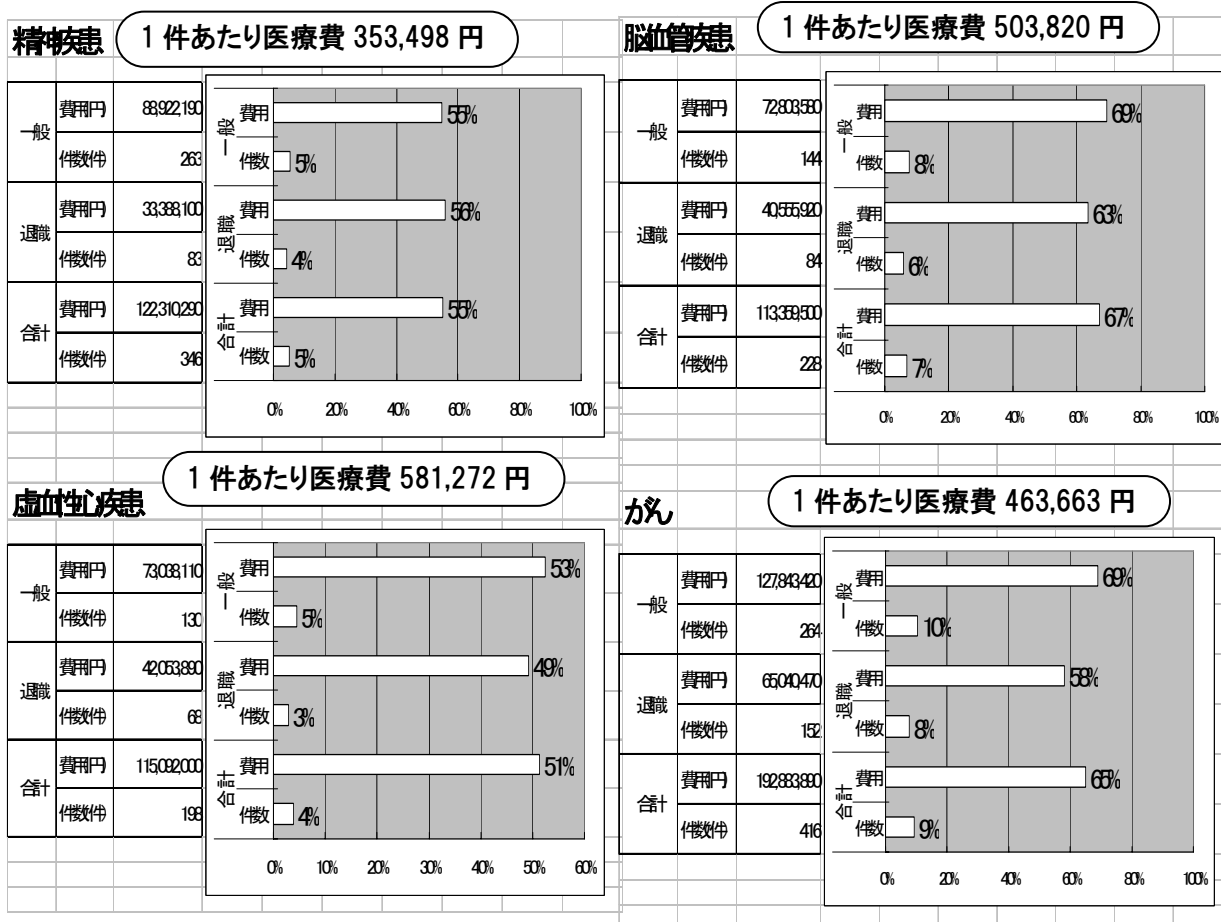 精神疾患
1 件あたり医療費 353,498 円
一般
費用(円) 88,922,190
件数(件) 263
退職
費用(円) 33,388,100
件数(件) 83
合計
費用(円) 122,310,290
件数(件) 346
一般
費用 55%
件数 5%
退職
費用 56%
件数 4%
合計
費用 55%
件数 5%
0% 20% 40% 60% 80% 100%
脳血管疾患
1 件あたり医療費 503,820 円
一般
費用(円) 72,803,580
件数(件) 144
退職
費用(円) 40,555,920
件数(件) 84
合計
費用(円) 113,359,500
件数(件) 228
一般
費用 69%
件数 8%
退職
費用 63%
件数 6%
合計
費用 67%
件数 7%
0% 20% 40% 60% 80% 100%
虚血性心疾患
1 件あたり医療費 581,272 円
一般
費用(円) 73,038,110
件数(件) 130
退職
費用(円) 42,053,890
件数(件) 68
合計
費用(円) 115,092,000
件数(件) 198
一般
費用 53%
件数 5%
退職
費用 49%
件数 3%
合計
費用 51%
件数 4%
0% 10% 20% 30% 40% 50% 60%
がん
1 件あたり医療費 463,663 円
一般
費用(円) 127,843,420
件数(件) 264
退職
費用(円) 65,040,470
件数(件) 152
合計
費用(円) 192,883,890
件数(件) 416
一般
費用 69%
件数 10%
退職
費用 58%
件数 8%
合計
費用 65%
件数 9%
0% 20% 40% 60% 80% 100%